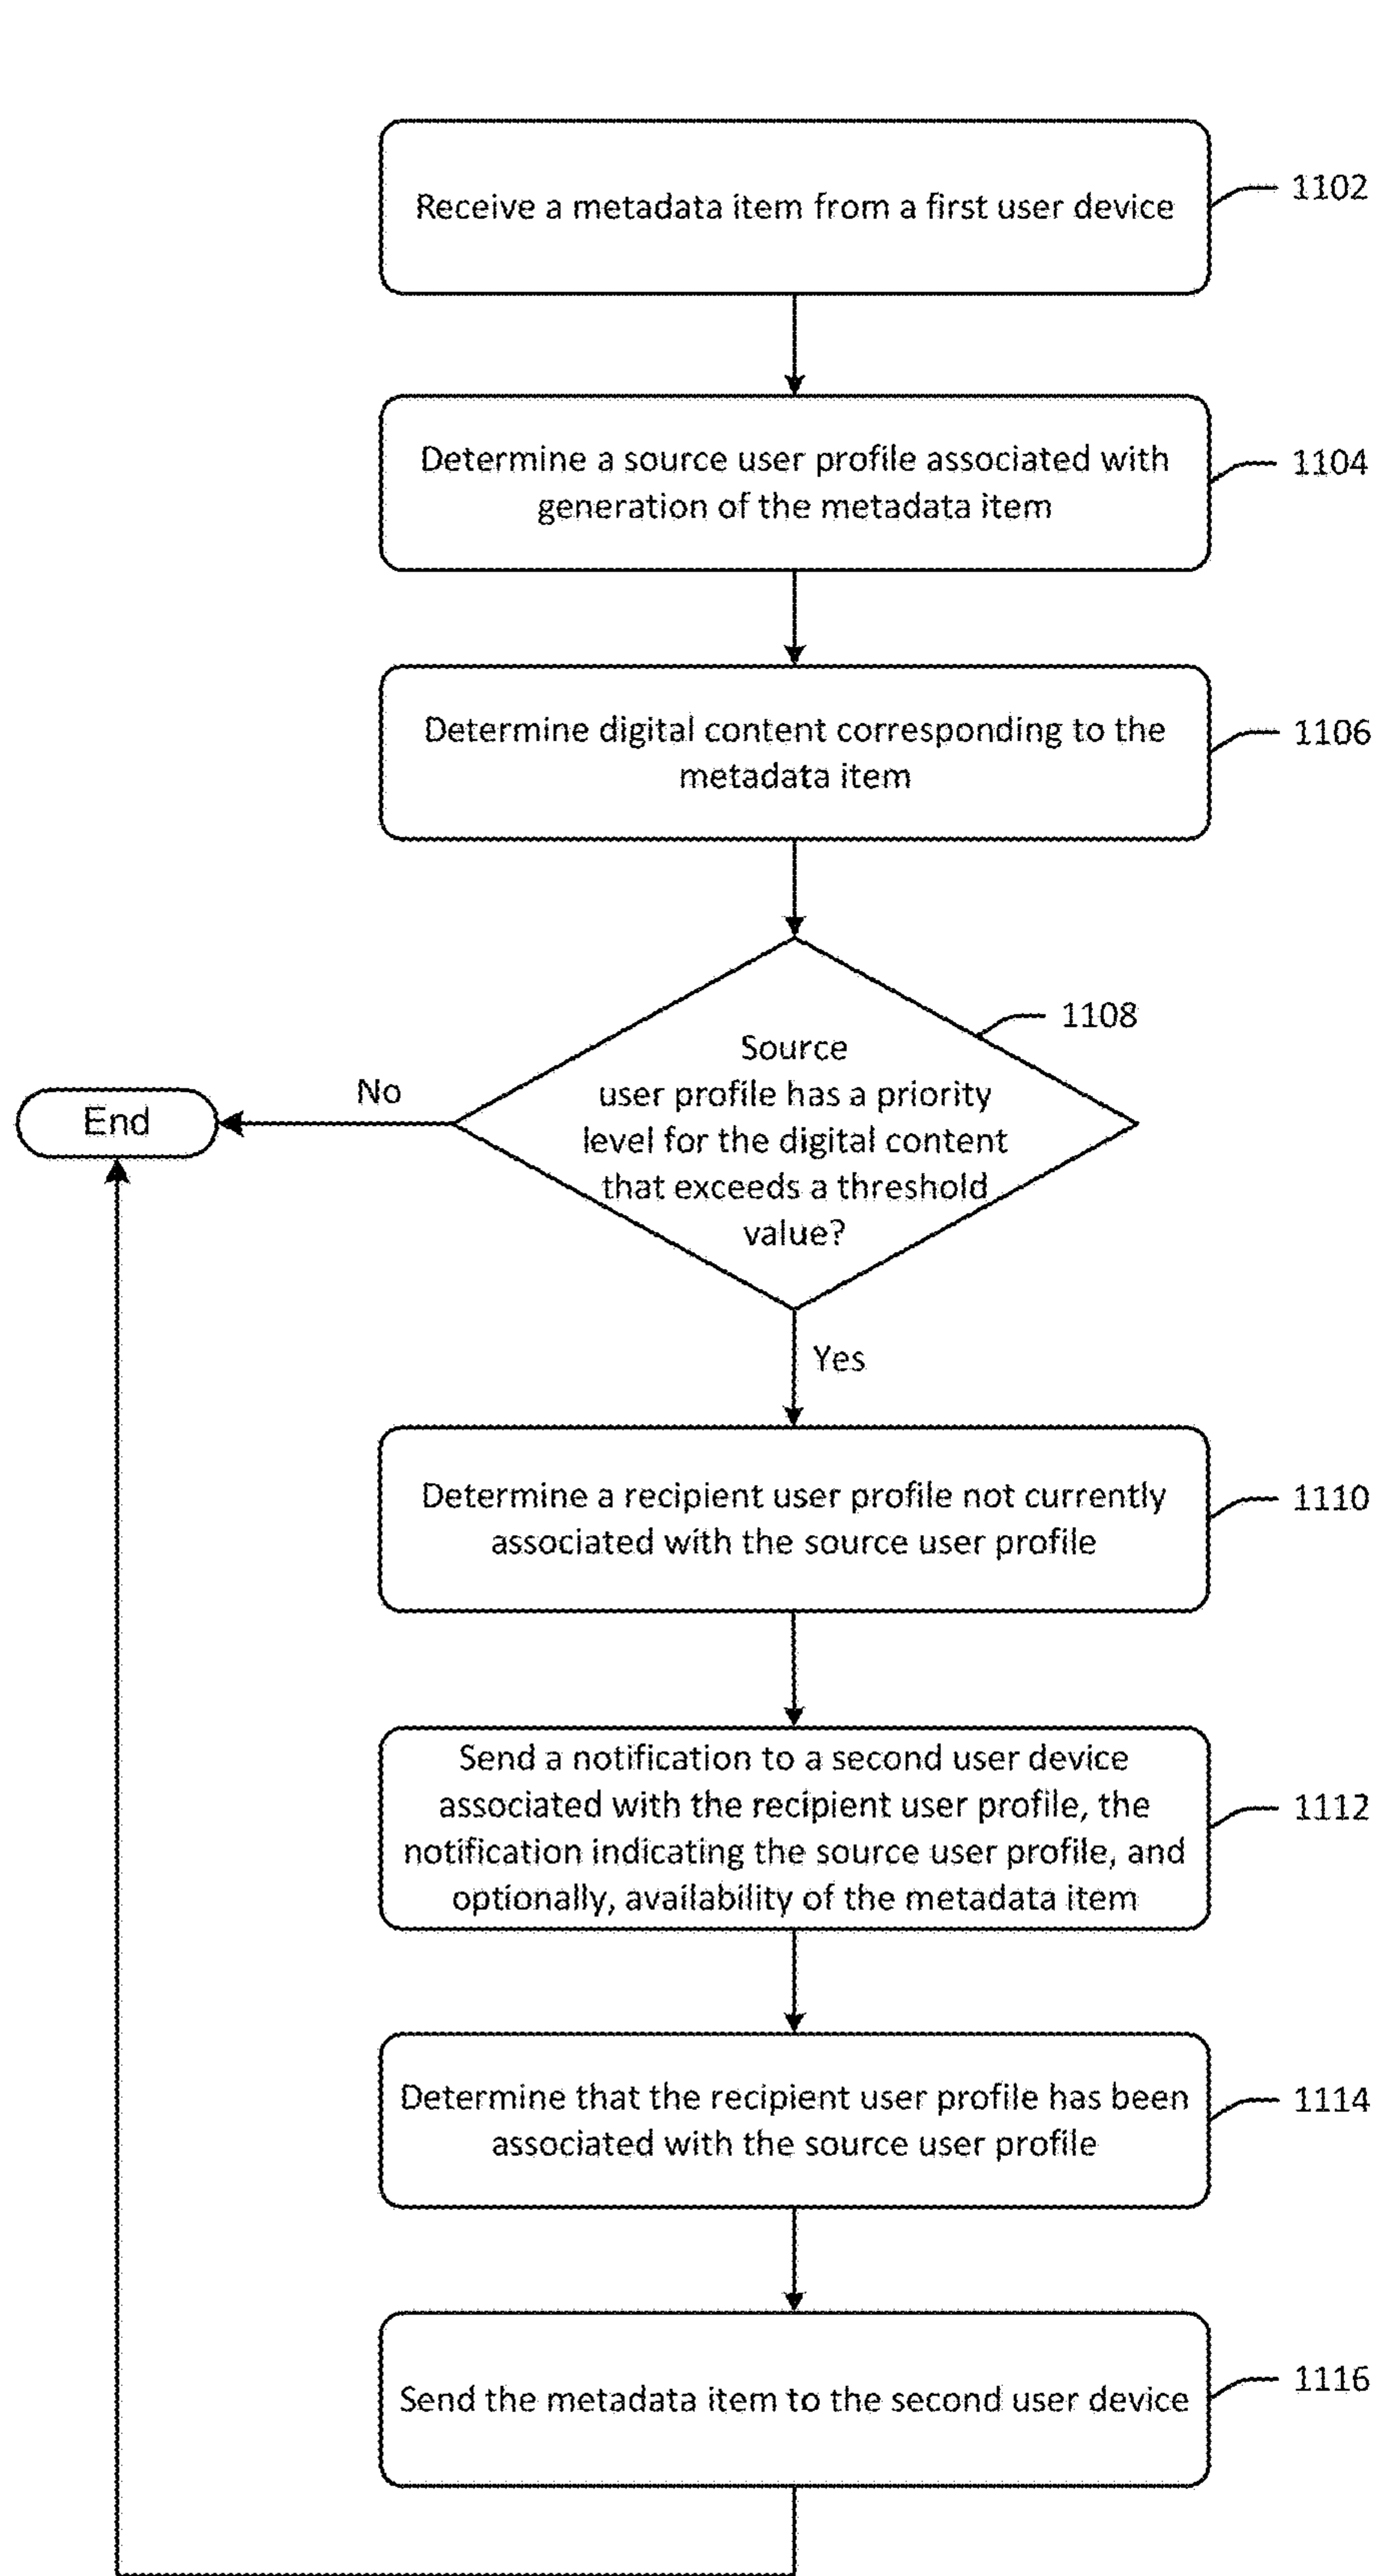 Receive a metadata item from a first user device
1102
Determine a source user profile associated with
generation of the metadata item
1104
Determine digital content corresponding to the
metadata item
1106
1108
Source
user profile has a priority
level for the digital content
that exceeds a threshold
value?
No
End
Yes
Determine a recipient user profile not currently
associated with the source user profile
1110
Send a notification to a second user device
associated with the recipient user profile, the
notification indicating the source user profile, and
optionally, availability of the metadata item
1112
Determine that the recipient user profile has been
associated with the source user profile
1114
Send the metadata item to the second user device
1116